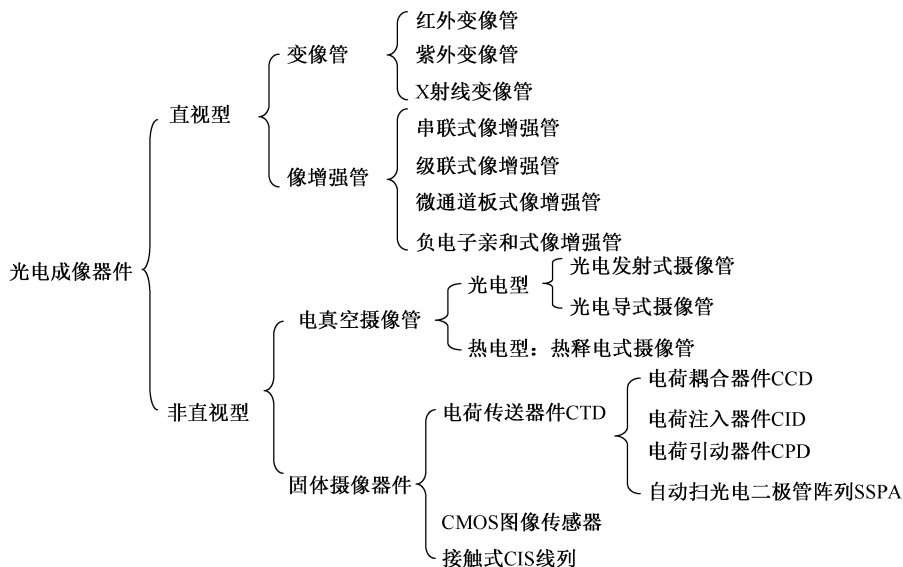 光电成像器件
直视型
变像管
红外变像管
紫外变像管
X射线变像管
像增强管
串联式像增强管
级联式像增强管
微通道板式像增强管
负电子亲和式像增强管
非直视型
电真空摄像管
光电型
光电发射式摄像管
光电导式摄像管
热电型：热释电式摄像管
固体摄像器件
电荷传送器件CTD
电荷耦合器件CCD
电荷注入器件CID
电荷引动器件CPD
自动扫光电二极管阵列SSPA
CMOS图像传感器
接触式CIS线列